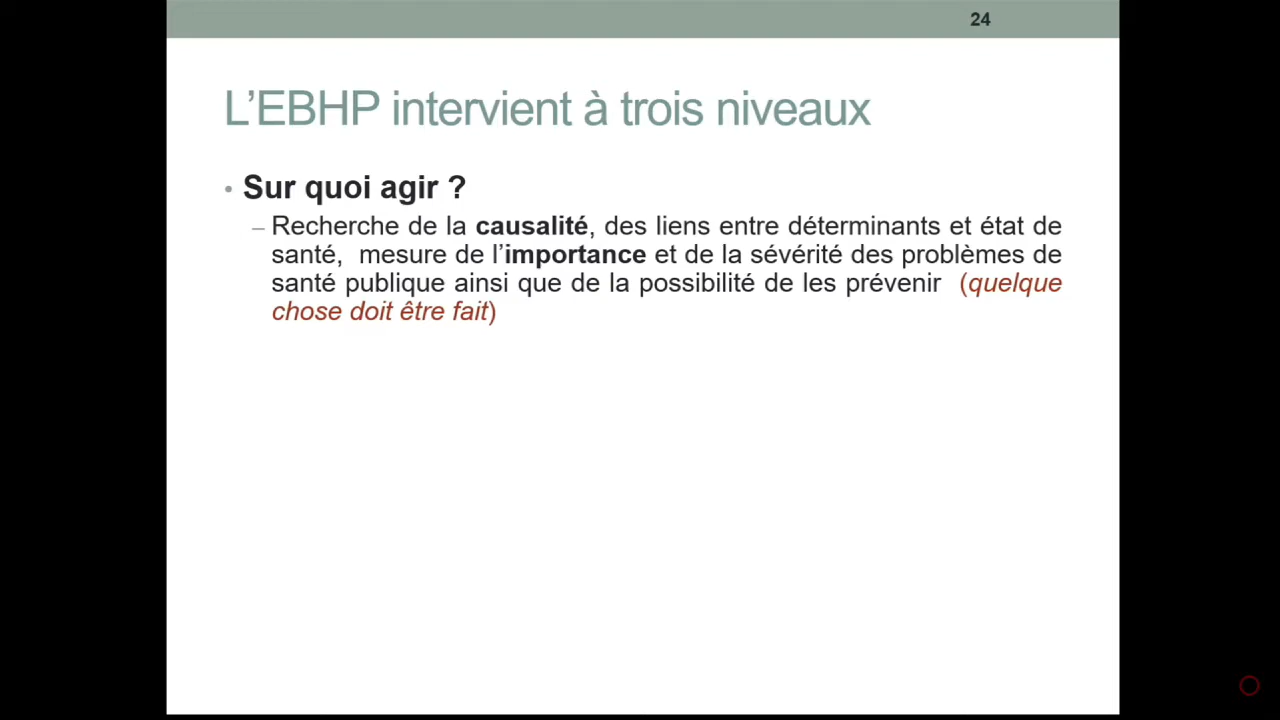 24
L’EBHP intervient à trois niveaux
• Sur quoi agir ?
– Recherche de la causalité, des liens entre déterminants et état de
santé,  mesure de l’importance et de la sévérité des problèmes de
santé publique ainsi que de la possibilité de les prévenir  (quelque
chose doit être fait)